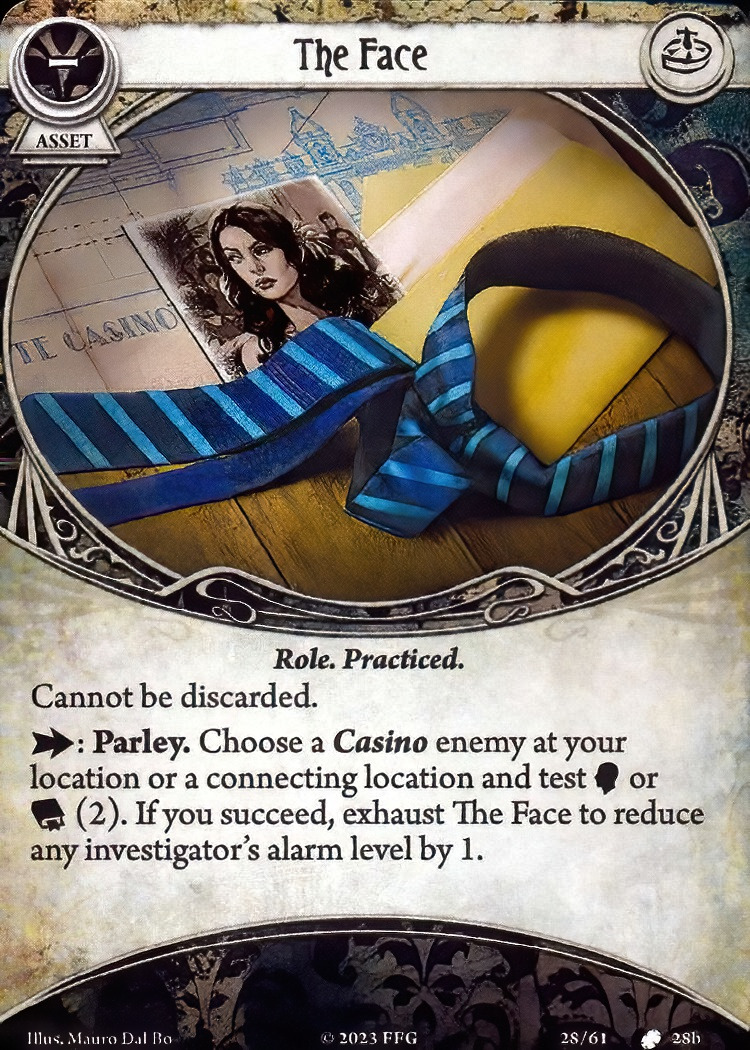 The Face
ASSET
TE CASINO
Role. Practiced.
Cannot be discarded.
: Parley. Choose a Casino enemy at your
location or a connecting location and test or
(2). If you succeed, exhaust The Face to reduce
any investigator's alarm level by 1.
Illus. Mauro Dal Bo © 2023 FFG 28/61 28b